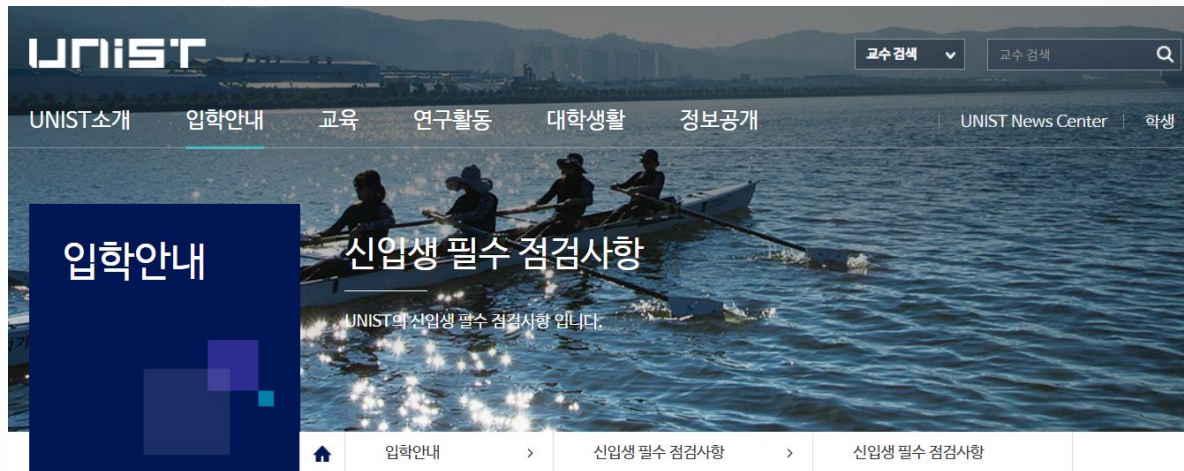 UNIST
교수 검색
교수 검색
UNIST소개 입학안내 교육 연구활동 대학생활 정보공개 UNIST News Center 학생
입학안내
신입생 필수 점검사항
UNIST의 신입생 필수 점검사항 입니다.
입학안내 > 신입생 필수 점검사항 > 신입생 필수 점검사항